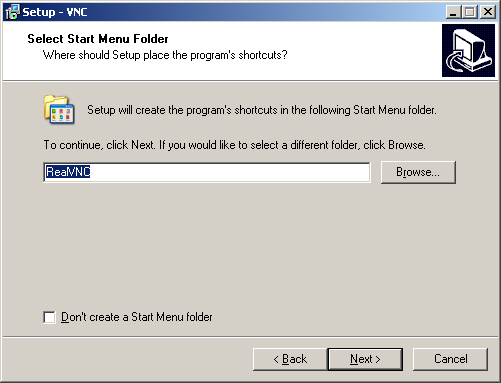 Setup - VNC
Select Start Menu Folder
Where should Setup place the program's shortcuts?
Setup will create the program's shortcuts in the following Start Menu folder.
To continue, click Next. If you would like to select a different folder, click Browse.
RealVNC
Browse...
Don't create a Start Menu folder
< Back
Next >
Cancel